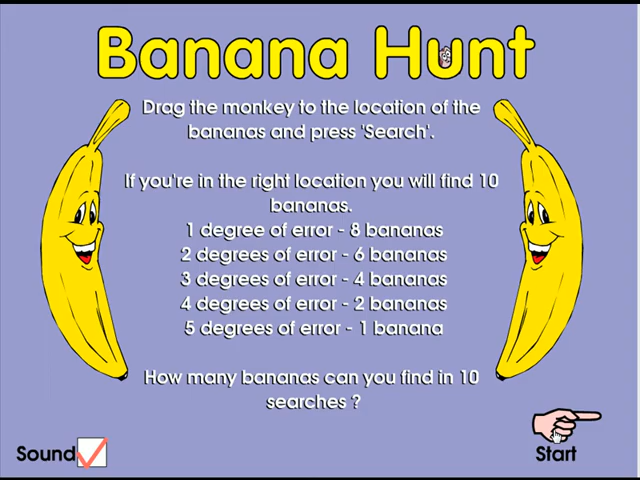 Banana Hunt
Drag the monkey to the location of the
bananas and press 'Search'.
If you're in the right location you will find 10
bananas.
1 degree of error - 8 bananas
2 degrees of error - 6 bananas
3 degrees of error - 4 bananas
4 degrees of error - 2 bananas
5 degrees of error - 1 banana
How many bananas can you find in 10
searches ?
Sound
Start